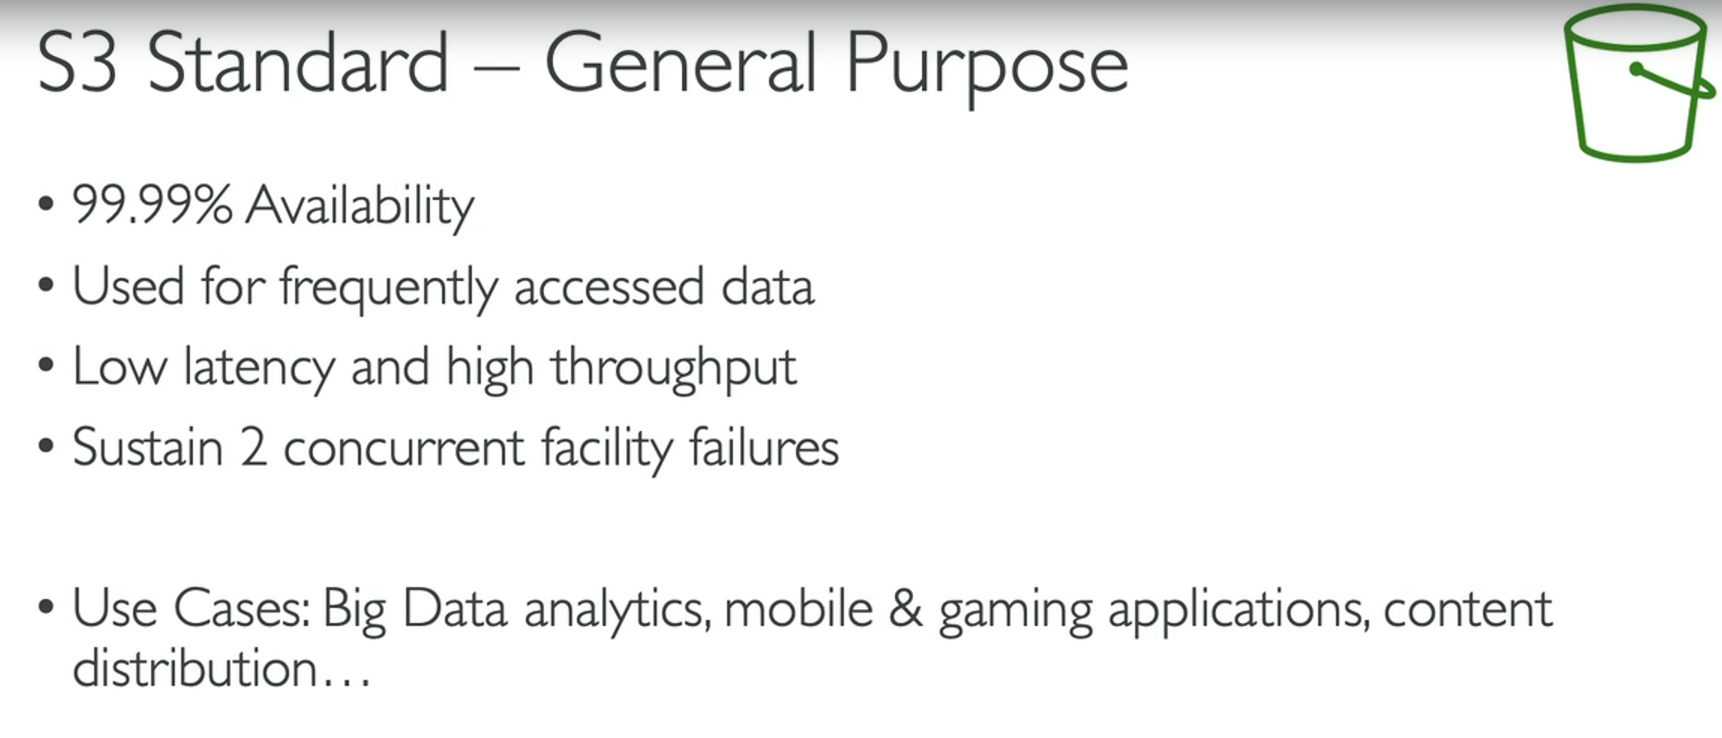 S3 Standard – General Purpose
• 99.99% Availability
• Used for frequently accessed data
• Low latency and high throughput
• Sustain 2 concurrent facility failures
• Use Cases: Big Data analytics, mobile & gaming applications, content
distribution…